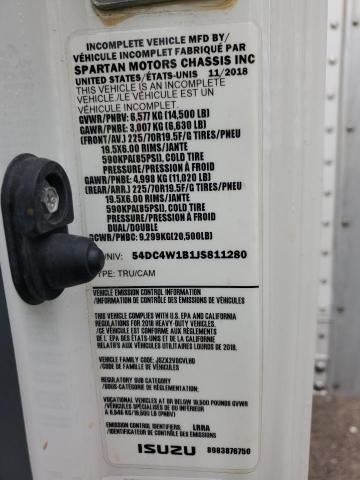 INCOMPLETE VEHICLE MFD BY/
VÉHICULE INCOMPLET FABRIQUÉ PAR
SPARTAN MOTORS CHASSIS INC
UNITED STATES / ÉTATS-UNIS 11/2018
THIS VEHICLE IS AN INCOMPLETE
VEHICLE /LE VÉHICULE EST UN
VÉHICULE INCOMPLET.
GVWR/PNBV: 6,577 KG (14,500 LB)
GAWR/PNBE: 3,007 KG (6,630 LB)
(FRONT/AV.) 225/70R19.5F/G TIRES/PNEU
19.5X6.00 RIMS/JANTE
590KPA(85PSI), COLD TIRE
PRESSURE/PRESSION À FROID
GAWR/PNBE: 4,998 KG (11,020 LB)
(REAR/ARR.) 225/70R19.5F/G TIRES/PNEU
19.5X6.00 RIMS/JANTE
590KPA(85PSI), COLD TIRE
PRESSURE/PRESSION À FROID
DUAL/DOUBLE
GCWR/PNBC: 9,299KG(20,500LB)
/NIV: 54DC4W1B1JS811280
TYPE: TRU/CAM
VEHICLE EMISSION CONTROL INFORMATION
/INFORMATION DE CONTRÔLE DES ÉMISSIONS
THIS VEHICLE COMPLIES WITH U.S. EPA AND CALIFORNIA
REGULATIONS FOR 2018 HEAVY-DUTY VEHICLES.
/CE VÉHICULE EST CONFORME AUX RÈGLEMENTS
DE L'ÉPA DES ÉTATS-UNIS ET DE LA CALIFORNIE
RELATIFS AUX VÉHICULES LOURDS DE 2018.
VEHICLE FAMILY CODE: JSZX2VOCVLHD
/CODE DE FAMILLE DE VÉHICULES
REGULATORY SUB CATEGORY
/SOUS-CATÉGORIE DE RÉGLEMENTATION:
VOCATIONAL VEHICLES AT OR BELOW 19,500 POUNDS GVWR
/VÉHICULES SPÉCIALISÉS DE OU INFÉRIEUR
À 8,845 KG/19,500 LB (PNBV)
EMISSION CONTROL IDENTIFIERS: LRRA
/IDENTIFICATEUR DE CONTRÔLE DES ÉMISSIONS
ISUZU 8983876750